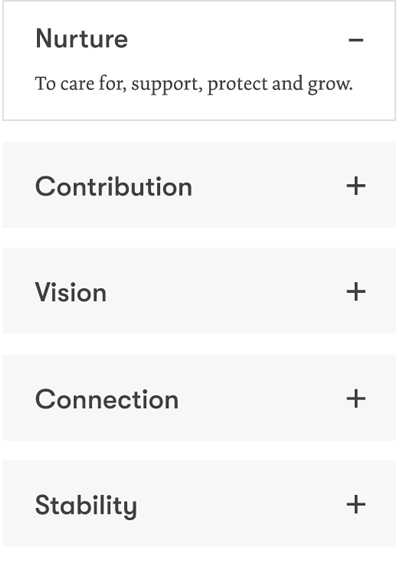 Nurture –
To care for, support, protect and grow.
Contribution +
Vision +
Connection +
Stability +